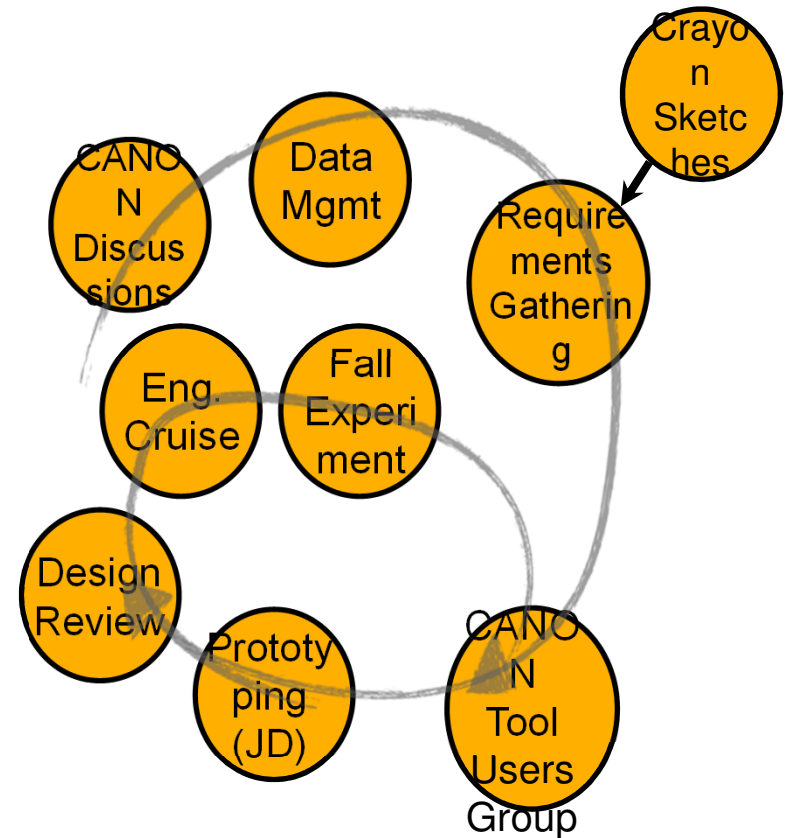 Crayo
n
Sketc
hes
CANO
N
Discus
sions
Data
Mgmt
Require
ments
Gatherin
g
Eng.
Cruise
Fall
Experi
ment
Design
Review
Prototy
ping
(JD)
CANO
N
Tool
Users
Group